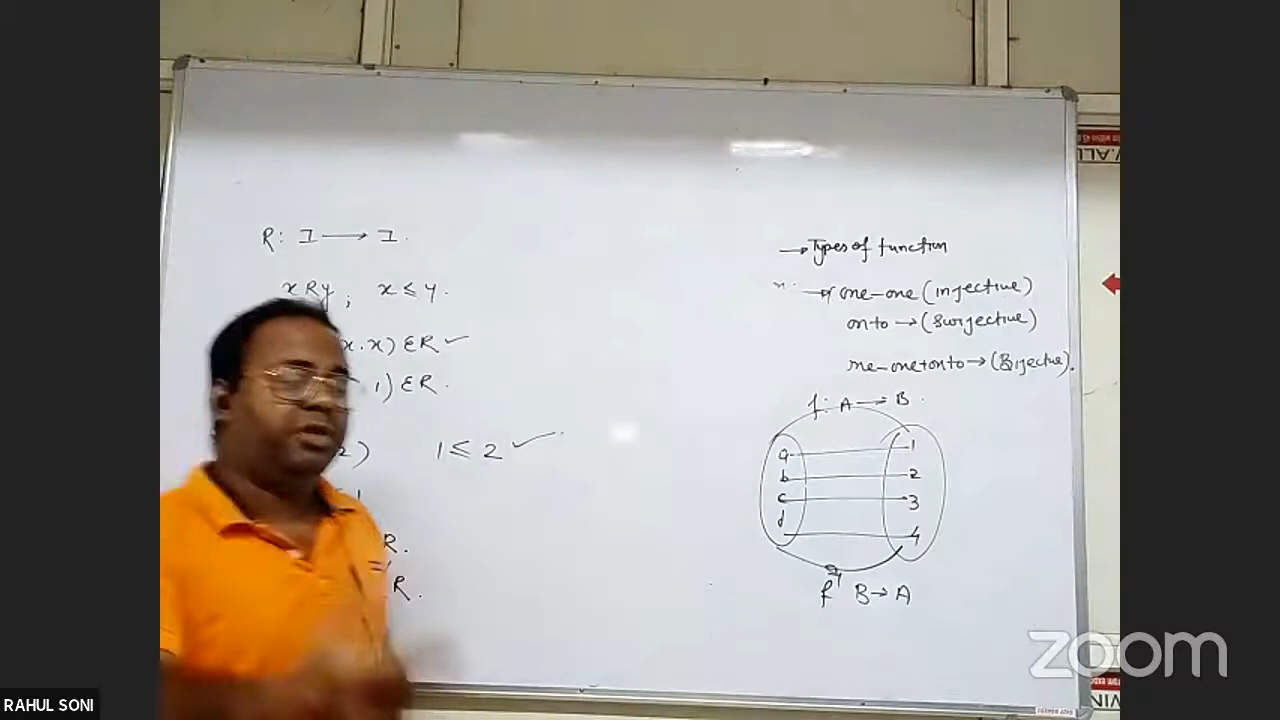 R: I → I.
xRy ; x ≤ y.
x.x) ∈ R ✓
1) ∈ R.
2) 1 ≤ 2 ✓
R.
R.
→ Types of function
→ one-one (injective)
onto → (Surjective)
one-one+onto → (Bijective).
f: A → B.
a 1
b 2
c 3
d 4
f⁻¹ B → A
zoom
RAHUL SONI